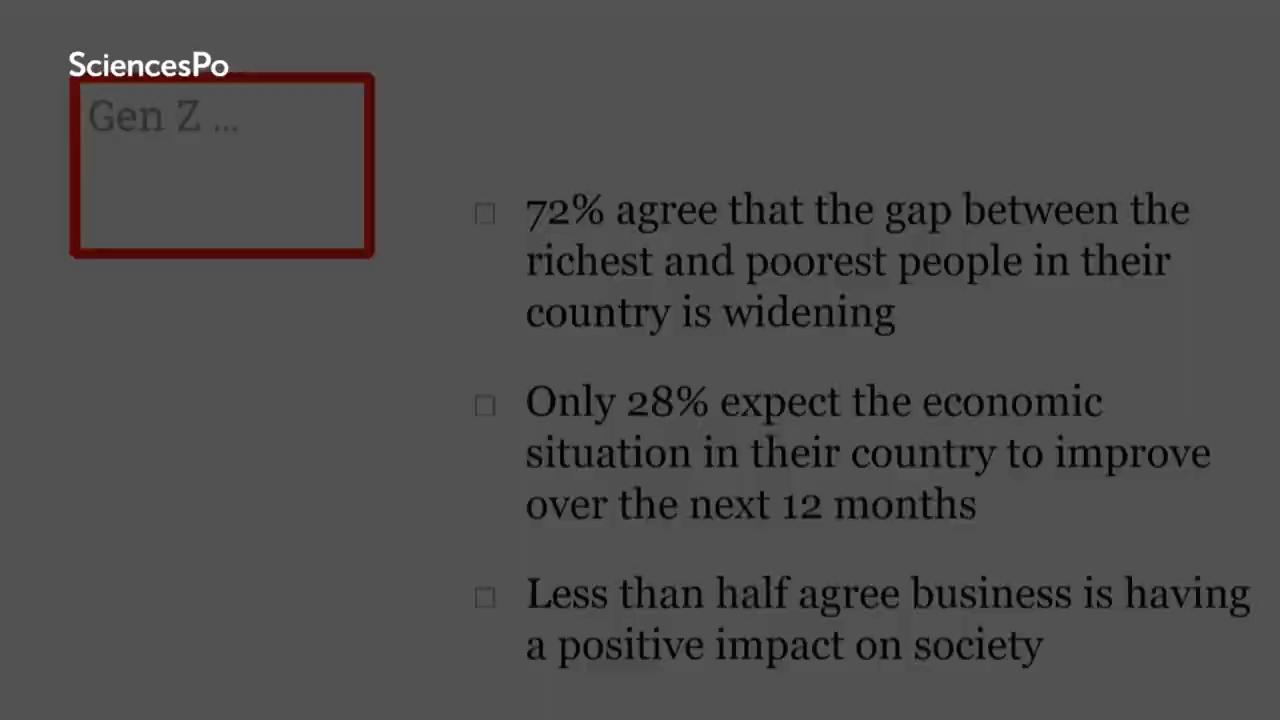 SciencesPo
Gen Z ...
72% agree that the gap between the
richest and poorest people in their
country is widening
Only 28% expect the economic
situation in their country to improve
over the next 12 months
Less than half agree business is having
a positive impact on society